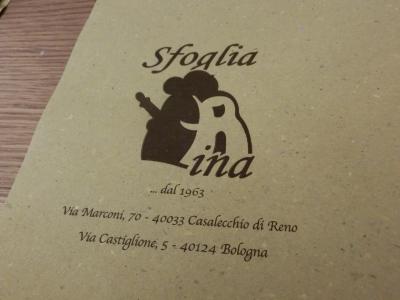 Sfoglia
Rina
... dal 1963
Via Marconi, 70 - 40033 Casalecchio di Reno
Via Castiglione, 5 - 40124 Bologna